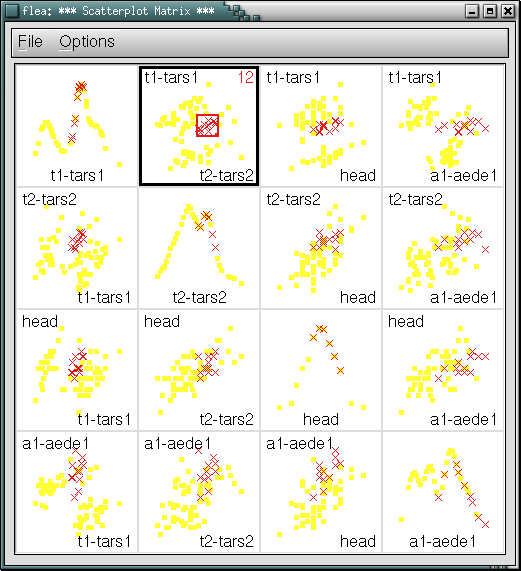 flea: *** Scatterplot Matrix ***
File Options
t1-tars1
t1-tars1 12
t2-tars2
t1-tars1
head
t1-tars1
a1-aede1
t2-tars2
t1-tars1
t2-tars2
t2-tars2
head
t2-tars2
a1-aede1
head
t1-tars1
head
t2-tars2
head
head
a1-aede1
a1-aede1
t1-tars1
a1-aede1
t2-tars2
a1-aede1
head
a1-aede1